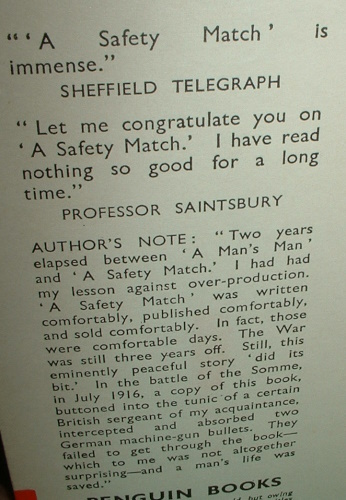 “ ‘ A Safety Match ’ is
immense.”
SHEFFIELD TELEGRAPH
“ Let me congratulate you on
‘ A Safety Match.’ I have read
nothing so good for a long
time.”
PROFESSOR SAINTSBURY
AUTHOR'S NOTE : “ Two years
elapsed between ‘ A Man's Man ’
and ‘ A Safety Match.’ I had had
my lesson against over-production.
‘ A Safety Match ’ was written
comfortably, published comfortably,
and sold comfortably. In fact, those
were comfortable days. The War
was still three years off. Still, this
eminently peaceful story ‘ did its
bit.’ In the battle of the Somme,
in July 1916, a copy of this book,
buttoned into the tunic of a certain
British sergeant of my acquaintance,
intercepted and absorbed two
German machine-gun bullets. They
failed to get through the book—
which to me was not altogether
surprising—and a man's life was
saved.”
PENGUIN BOOKS
but owing